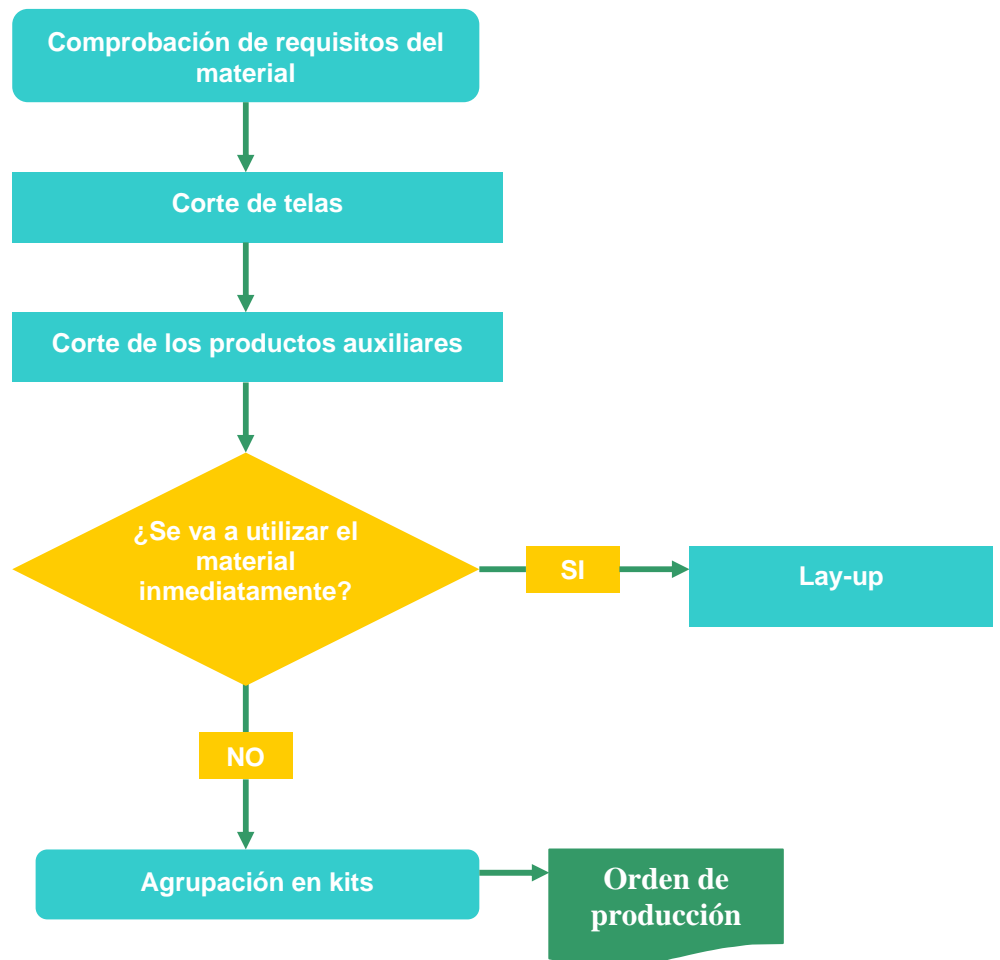 Comprobación de requisitos del
material
Corte de telas
Corte de los productos auxiliares
¿Se va a utilizar el
material
inmediatamente?
SI
Lay-up
NO
Agrupación en kits
Orden de
producción